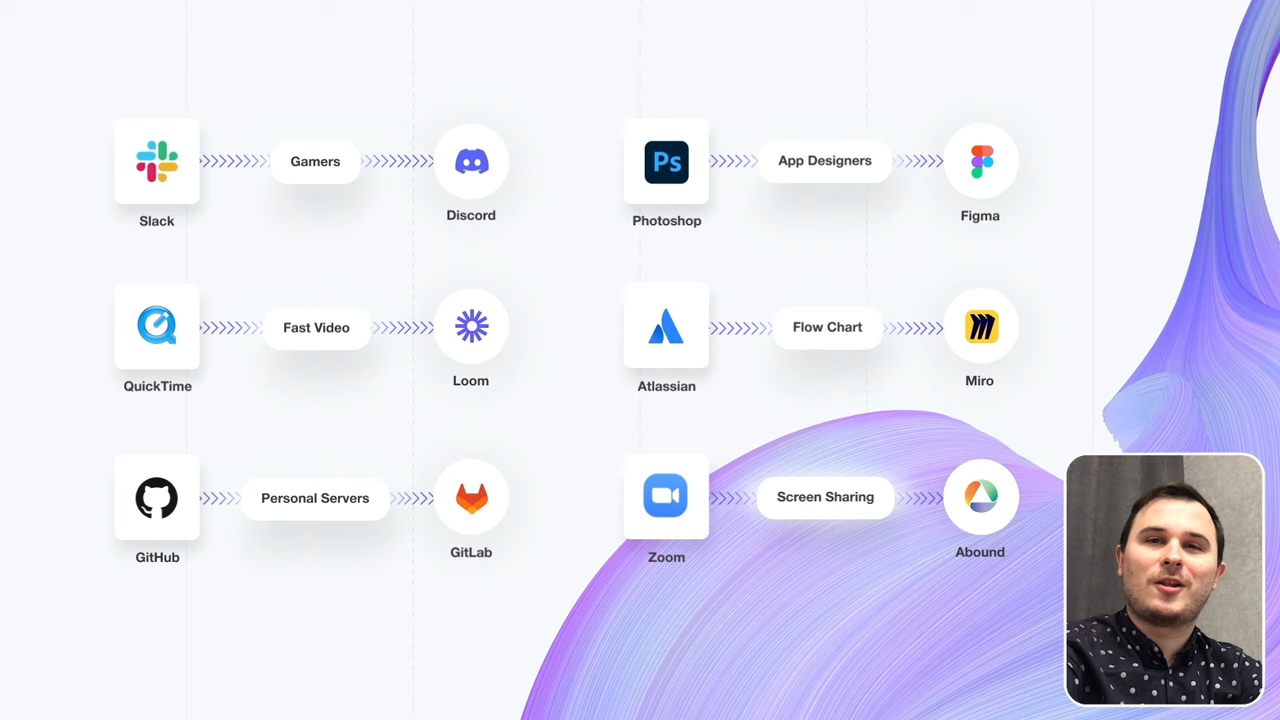 Gamers
Slack
Discord
Ps
App Designers
Photoshop
Figma
Fast Video
QuickTime
Loom
Flow Chart
Atlassian
Miro
Personal Servers
GitHub
GitLab
Screen Sharing
Zoom
Abound